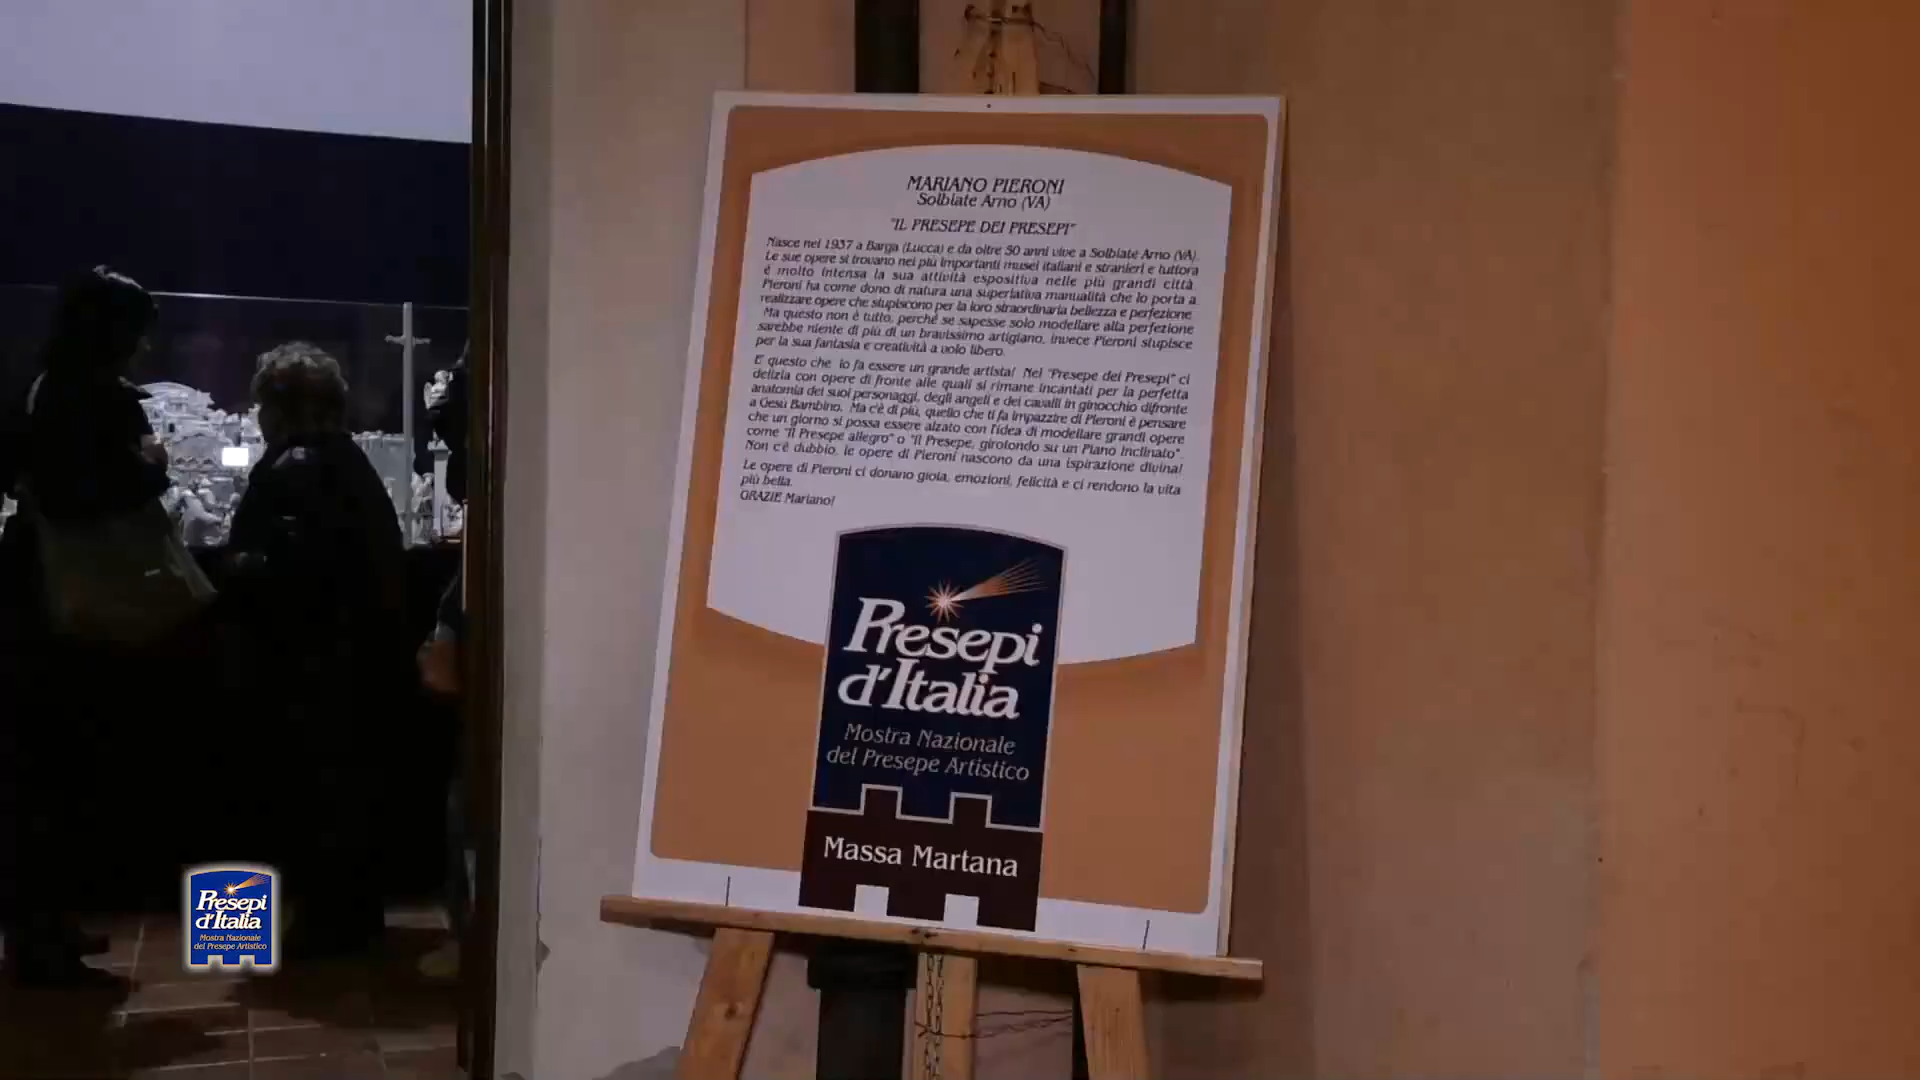 MARIANO PIERONI
Solbiate Arno (VA)
"IL PRESEPE DEI PRESEPI"
Nasce nel 1937 a Barga (Lucca) e da oltre 50 anni vive a Solbiate Arno (VA).
Le sue opere si trovano nei più importanti musei italiani e stranieri e tuttora
è molto intensa la sua attività espositiva nelle più grandi città.
Pieroni ha come dono di natura una superlativa manualità che lo porta a
realizzare opere che stupiscono per la loro straordinaria bellezza e perfezione.
Ma questo non è tutto, perché se sapesse solo modellare alla perfezione
sarebbe niente di più di un bravissimo artigiano, invece Pieroni stupisce
per la sua fantasia e creatività a volo libero.
E' questo che lo fa essere un grande artista! Nel "Presepe dei Presepi" ci
delizia con opere di fronte alle quali si rimane incantati per la perfetta
anatomia dei suoi personaggi, degli angeli e dei cavalli in ginocchio difronte
a Gesù Bambino. Ma c'è di più, quello che ti fa impazzire di Pieroni è pensare
che un giorno si possa essere alzato con l'idea di modellare grandi opere
come "Il Presepe allegro" o "Il Presepe, girotondo su un Piano Inclinato".
Non c'è dubbio, le opere di Pieroni nascono da una ispirazione divina!
Le opere di Pieroni ci donano gioia, emozioni, felicità e ci rendono la vita
più bella.
GRAZIE Mariano!
Presepi
d'Italia
Mostra Nazionale
del Presepe Artistico
Massa Martana
Presepi
d'Italia
Mostra Nazionale
del Presepe Artistico